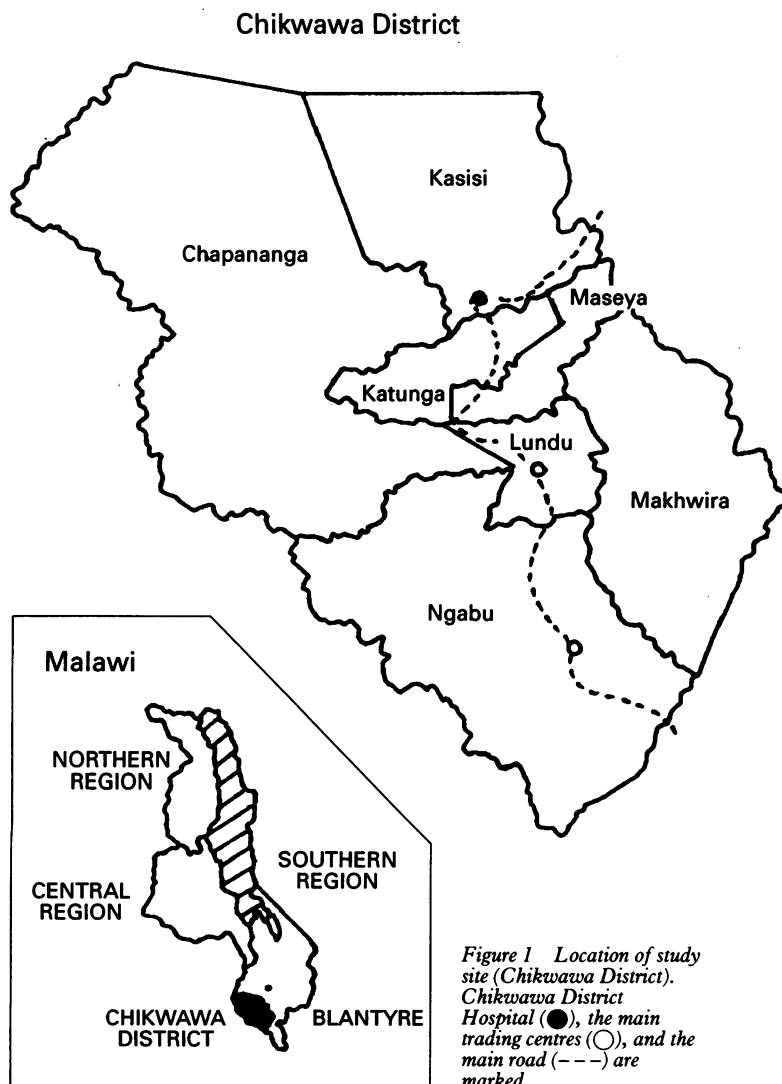 Chikwawa District
Kasisi
Chapananga
Maseya
Katunga
Lundu
Makhwira
Ngabu
Malawi
NORTHERN
REGION
SOUTHERN
REGION
CENTRAL
REGION
CHIKWAWA
DISTRICT
BLANTYRE
Figure 1 Location of study
site (Chikwawa District).
Chikwawa District
Hospital (●), the main
trading centres (○), and the
main road (---) are
marked